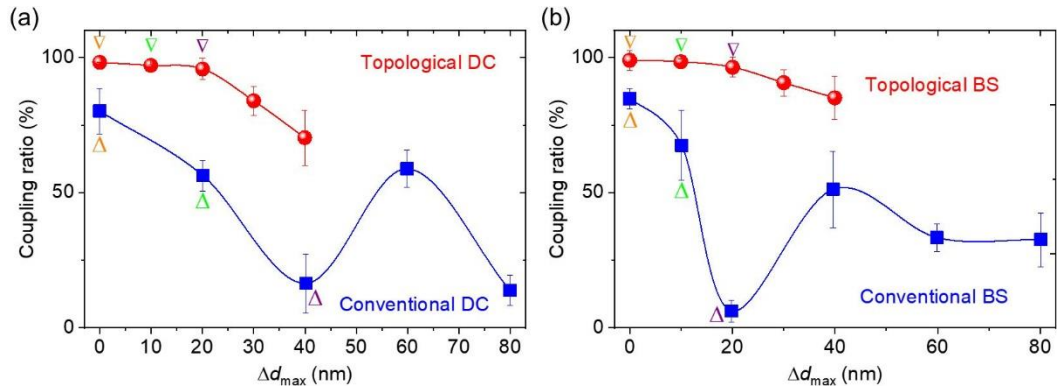 (a)
100
50
0
Coupling ratio (%)
Topological DC
Conventional DC
0 10 20 30 40 50 60 70 80
Δdmax (nm)
(b)
100
50
0
Coupling ratio (%)
Topological BS
Conventional BS
0 20 40 60 80
Δdmax (nm)